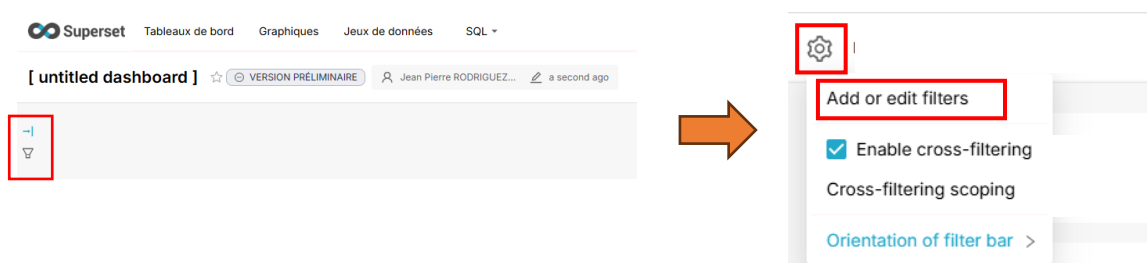 Superset Tableaux de bord Graphiques Jeux de données SQL
[ untitled dashboard ] VERSION PRÉLIMINAIRE Jean Pierre RODRIGUEZ... a second ago
Add or edit filters
Enable cross-filtering
Cross-filtering scoping
Orientation of filter bar >